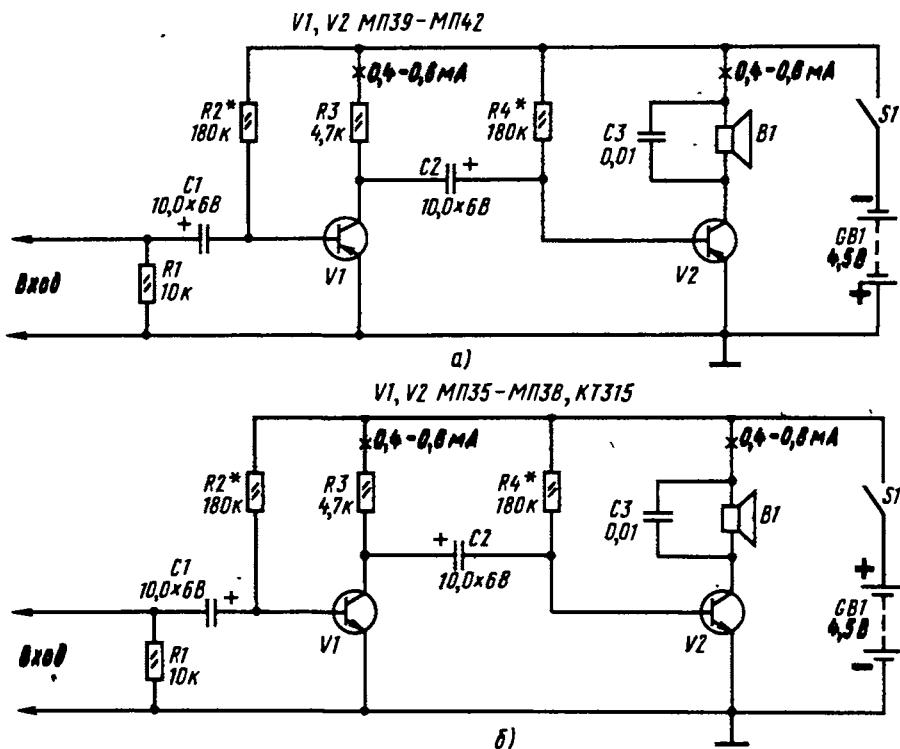 V1, V2 МП39-МП42
0,4-0,6мА
0,4-0,8мА
R2*
180к
R3
4,7к
R4*
180к
C3
0,01
B1
S1
C1
10,0×6В
+
C2
+
10,0×6В
Вход
R1
10к
V1
V2
−
GB1
4,5В
+
а)
V1, V2 МП35-МП38, КТ315
0,4-0,6мА
0,4-0,8мА
R2*
180к
R3
4,7к
R4*
180к
C3
0,01
B1
S1
C1
10,0×6В
+
+
C2
10,0×6В
Вход
R1
10к
V1
V2
+
GB1
4,5В
−
б)